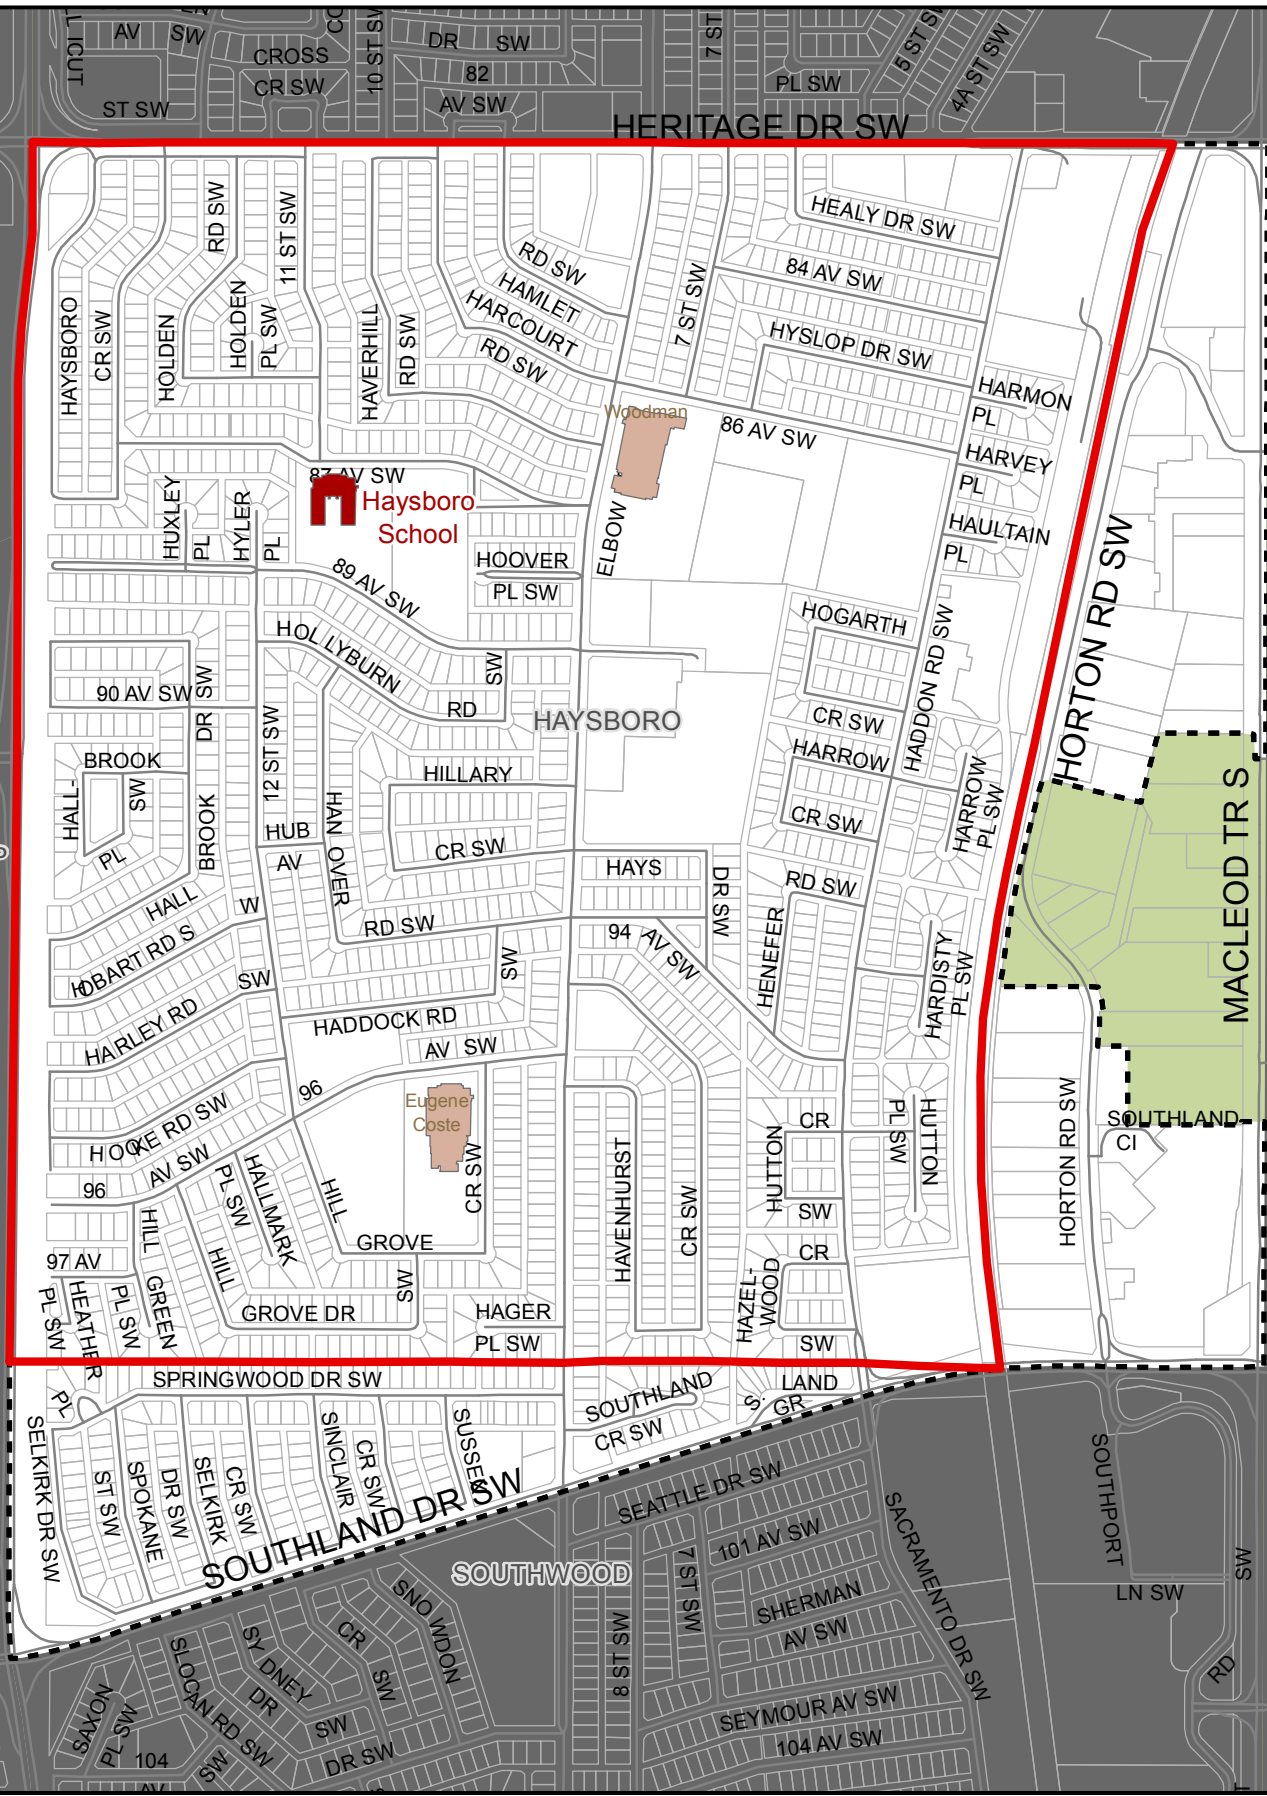 AV
SW
ICUT
CROSS
CR SW
ST SW
10 ST SW
DR SW
82
AV SW
7 ST
PL SW
5 ST SW
4A ST SW
HERITAGE DR SW
HAYSBORO
CR SW
HOLDEN
RD SW
HOLDEN
PL SW
11 ST SW
HAVERHILL
RD SW
RD SW
HAMLET
HARCOURT
RD SW
7 ST SW
HEALY DR SW
84 AV SW
HYSLOP DR SW
HARMON
PL
86 AV SW
HARVEY
PL
HAULTAIN
PL
Woodman
87 AV SW
Haysboro
School
HUXLEY
PL
HYLER
PL
ELBOW
HOOVER
PL SW
89 AV SW
HOLLYBURN
RD
SW
HORTON RD SW
HOGARTH
CR SW
HADDON RD SW
90 AV SW
BROOK
DR SW
12 ST SW
HAYSBORO
HARROW
CR SW
HARROW
PL SW
BROOK
HALL-
SW
PL
HILLARY
CR SW
HUB
AV
HAN OVER
RD SW
MACLEOD TR S
HALL
HOBART RD S
W
HAYS
DR SW
RD SW
HENEFER
94
AV SW
HARDISTY
PL SW
SW
HARLEY RD
SW
HADDOCK RD
AV SW
96
Eugene
Coste
CR SW
HOOKE RD SW
96
AV SW
HALLMARK
PL SW
HILL
GROVE
HAVENHURST
CR SW
HUTTON
CR
SW
HUTTON
PL SW
HORTON RD SW
SOUTHLAND
CI
97 AV
HILL
GREEN
PL SW
HEATHER
PL SW
HILL
GROVE DR
SW
HAGER
PL SW
HAZEL-
WOOD
CR
SW
SPRINGWOOD DR SW
PL
SELKIRK DR SW
ST SW
SPOKANE
DR SW
SELKIRK
CR SW
SINCLAIR
CR SW
SOUTHLAND
CR SW
S.
LAND
GR
SOUTHLAND DR SW
SEATTLE DR SW
101 AV SW
7 ST SW
SACRAMENTO DR SW
SOUTHPORT
LN SW
SW
RD
SOUTHWOOD
8 ST SW
SHERMAN
AV SW
SEYMOUR AV SW
104 AV SW
SNO WDON
CR
SW
SY DNEY
DR
SW
DR SW
SLOCAN RD SW
SW
SAXON
PL SW
104
AV